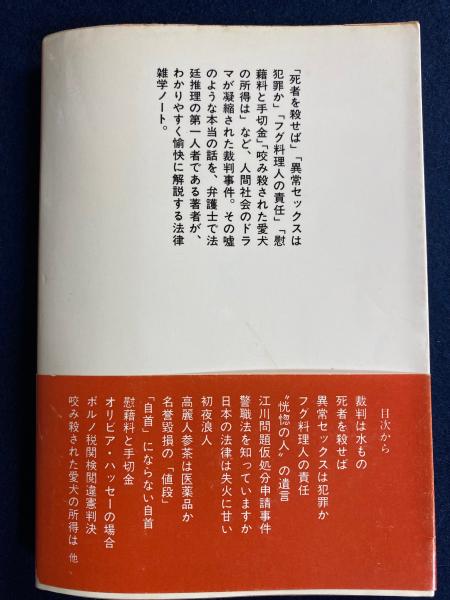 「死者を殺せば」「異常セックスは
犯罪か」「フグ料理人の責任」「慰
藉料と手切金」「咬み殺された愛犬
の所得は」など、人間社会のドラ
マが凝縮された裁判事件。その嘘
のような本当の話を、弁護士で法
廷推理の第一人者である著者が、
わかりやすく愉快に解説する法律
雑学ノート。
目次から
裁判は水もの
死者を殺せば
異常セックスは犯罪か
フグ料理人の責任
〝恍惚の人〟の遺言
江川問題仮処分申請事件
警職法を知っていますか
日本の法律は失火に甘い
初夜浪人
高麗人参茶は医薬品か
名誉毀損の「値段」
「自首」にならない自首
慰藉料と手切金
オリビア・ハッセーの場合
ポルノ税関検閲違憲判決
咬み殺された愛犬の所得は 他